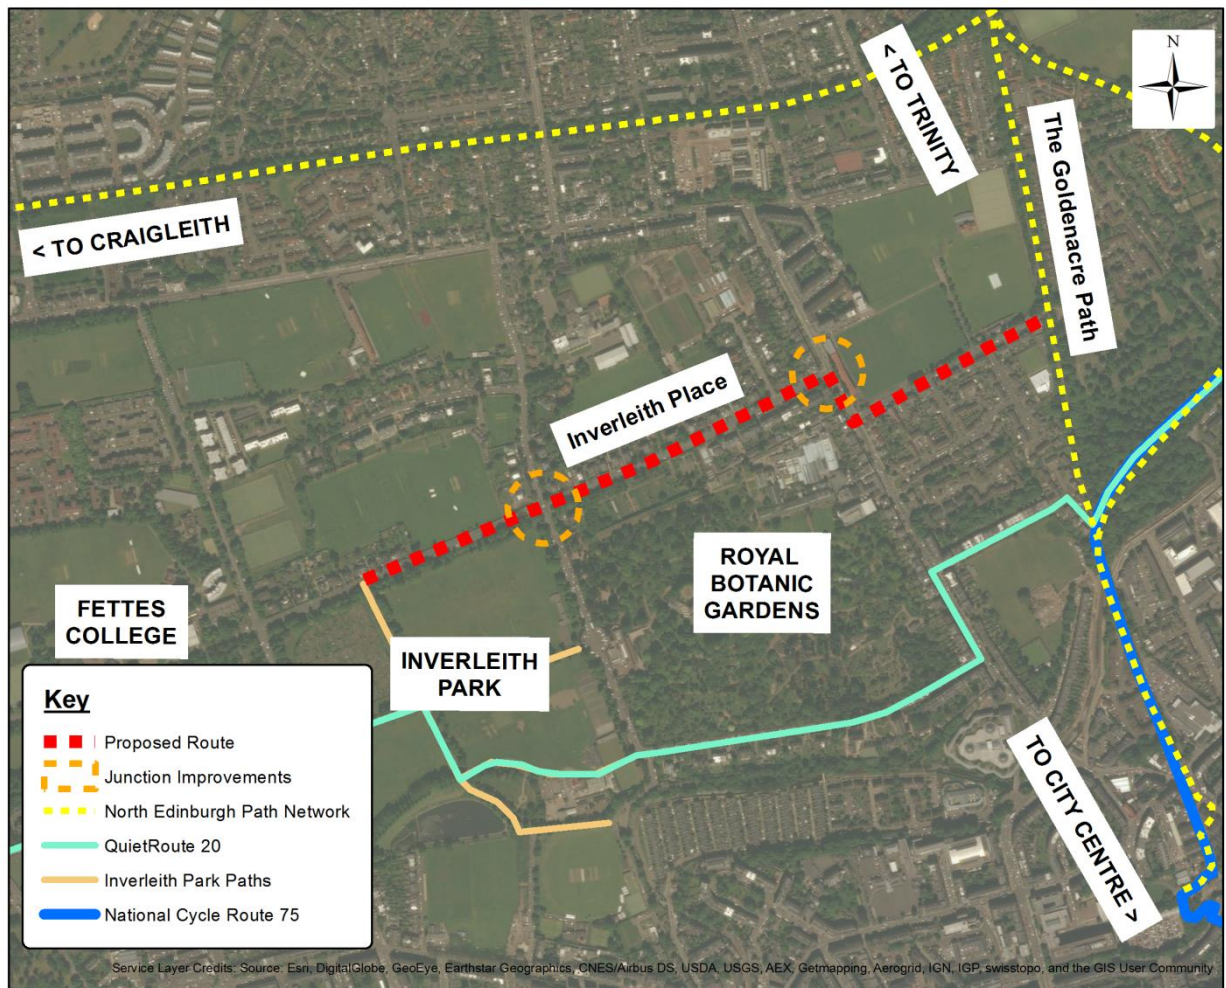 N
< TO TRINITY
The Goldenacre Path
< TO CRAIGLEITH
Inverleith Place
ROYAL
BOTANIC
GARDENS
FETTES
COLLEGE
INVERLEITH
PARK
TO CITY CENTRE >
Key
Proposed Route
Junction Improvements
North Edinburgh Path Network
QuietRoute 20
Inverleith Park Paths
National Cycle Route 75
Service Layer Credits: Source: Esri, DigitalGlobe, GeoEye, Earthstar Geographics, CNES/Airbus DS, USDA, USGS, AEX, Getmapping, Aerogrid, IGN, IGP, swisstopo, and the GIS User Community